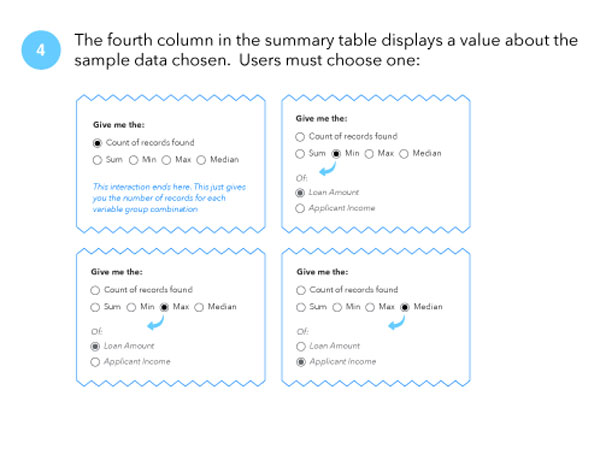 4
The fourth column in the summary table displays a value about the
sample data chosen.  Users must choose one:
Give me the:
Count of records found
Sum Min Max Median
This interaction ends here. This just gives
you the number of records for each
variable group combination
Give me the:
Count of records found
Sum Min Max Median
Of:
Loan Amount
Applicant Income
Give me the:
Count of records found
Sum Min Max Median
Of:
Loan Amount
Applicant Income
Give me the:
Count of records found
Sum Min Max Median
Of:
Loan Amount
Applicant Income